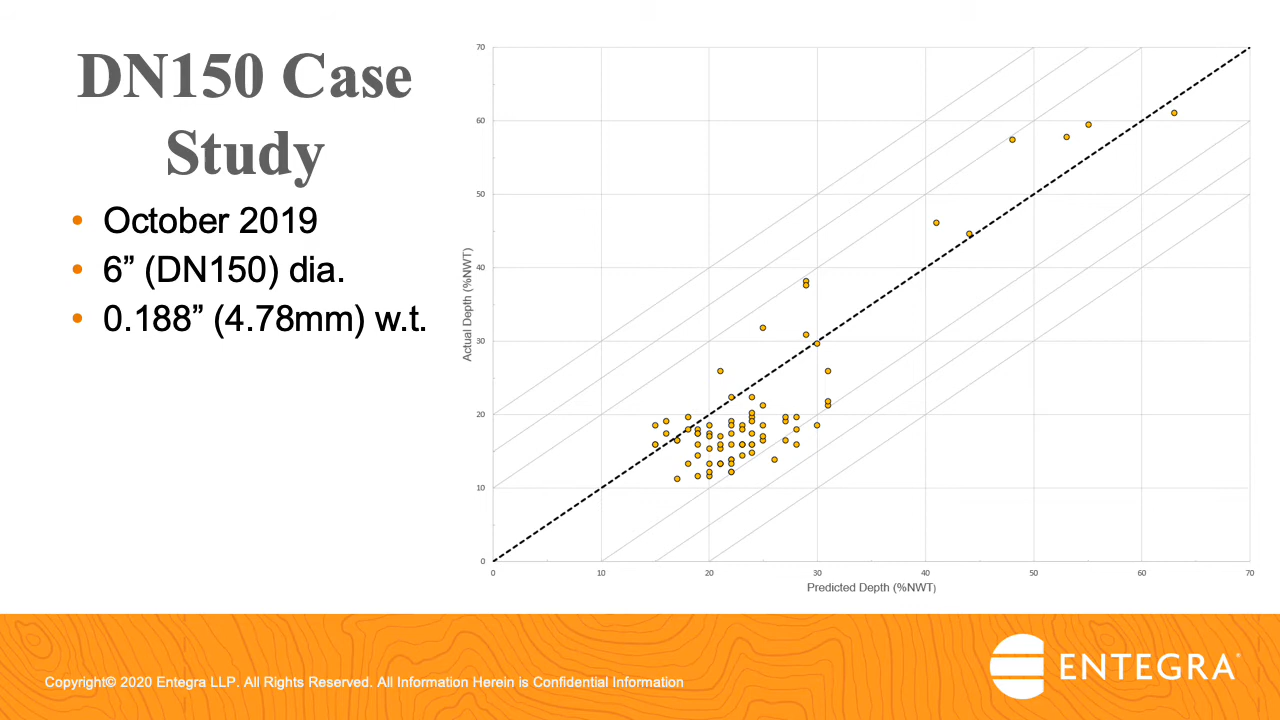 DN150 Case
Study
• October 2019
• 6” (DN150) dia.
• 0.188” (4.78mm) w.t.
70
60
50
40
30
20
10
0
Actual Depth (%NWT)
0 10 20 30 40 50 60 70
Predicted Depth (%NWT)
Copyright© 2020 Entegra LLP. All Rights Reserved. All Information Herein is Confidential Information
ENTEGRA®